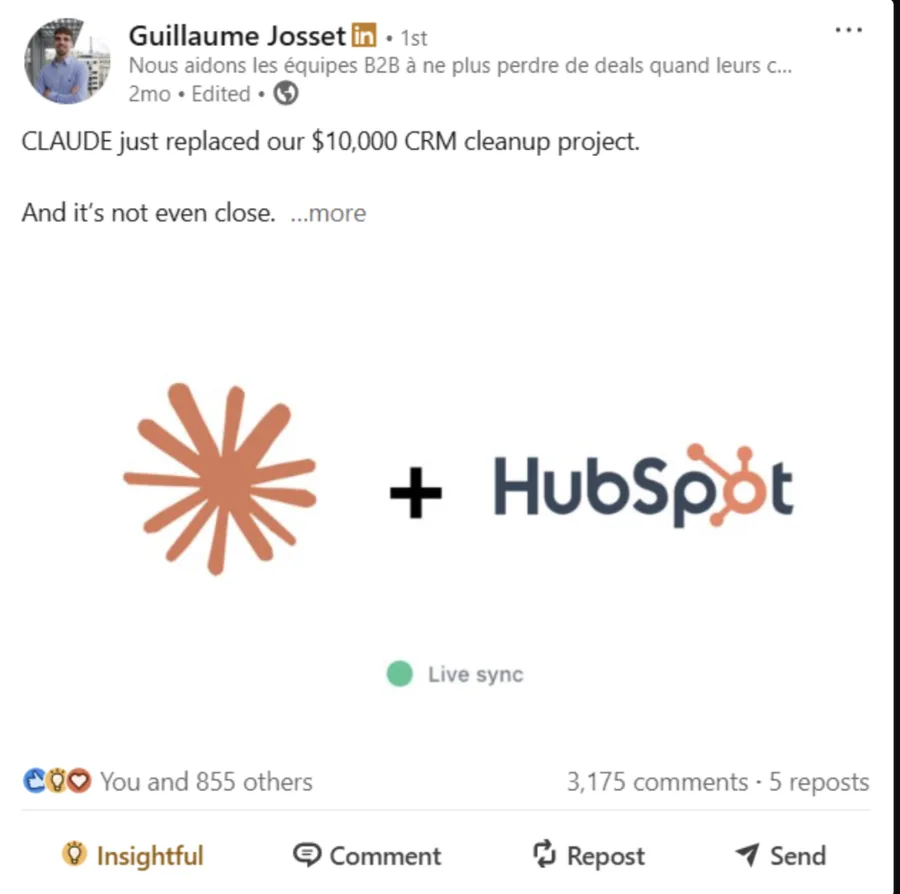 Guillaume Josset in • 1st
Nous aidons les équipes B2B à ne plus perdre de deals quand leurs c...
2mo • Edited •
CLAUDE just replaced our $10,000 CRM cleanup project.
And it's not even close. ...more
+ HubSpot
Live sync
You and 855 others 3,175 comments · 5 reposts
Insightful Comment Repost Send